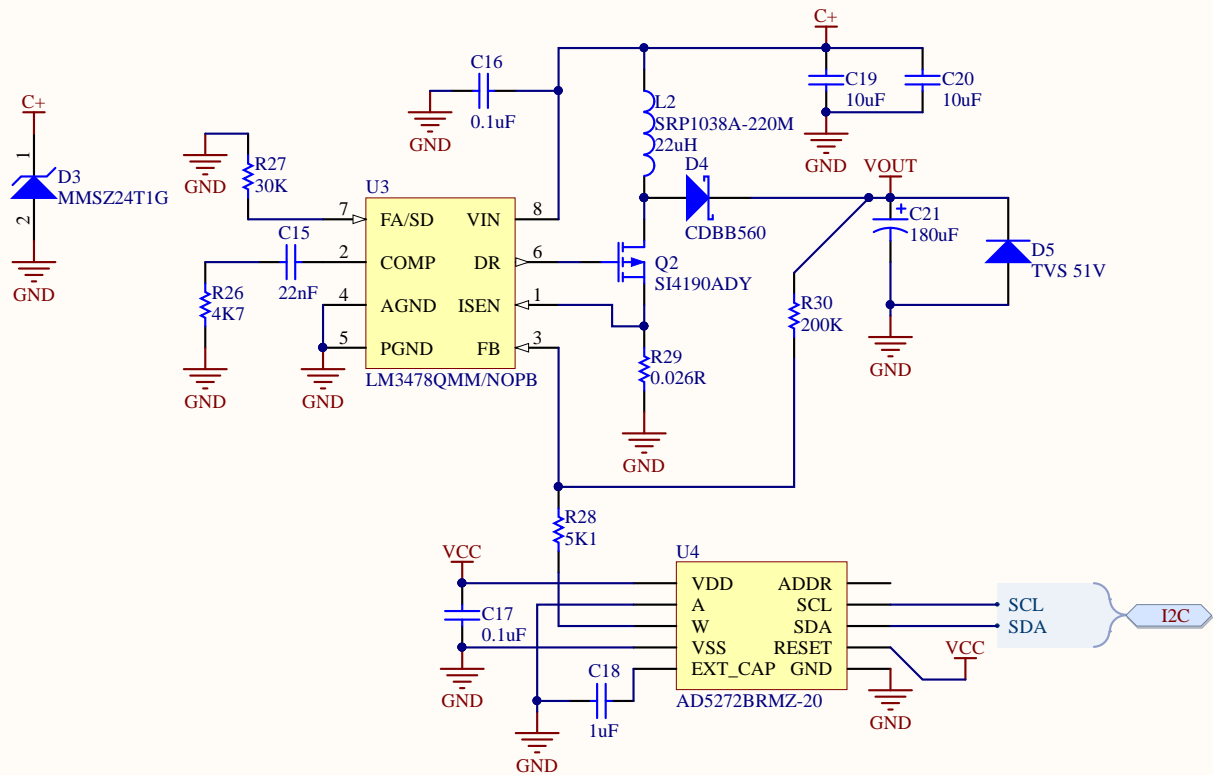 C+
C16
0.1uF
GND
C19
10uF
C20
10uF
GND
L2
SRP1038A-220M
22uH
C+
1
D3
MMSZ24T1G
2
GND
GND
R27
30K
U3
7
FA/SD
VIN
8
C15
22nF
2
COMP
DR
6
4
AGND
ISEN
1
5
PGND
FB
3
LM3478QMM/NOPB
R26
4K7
GND
GND
D4
CDBB560
Q2
SI4190ADY
R29
0.026R
GND
VOUT
C21
180uF
D5
TVS 51V
GND
R30
200K
R28
5K1
VCC
C17
0.1uF
GND
U4
VDD
ADDR
A
SCL
W
SDA
VSS
RESET
EXT_CAP
GND
AD5272BRMZ-20
C18
1uF
GND
SCL
SDA
I2C
VCC
GND